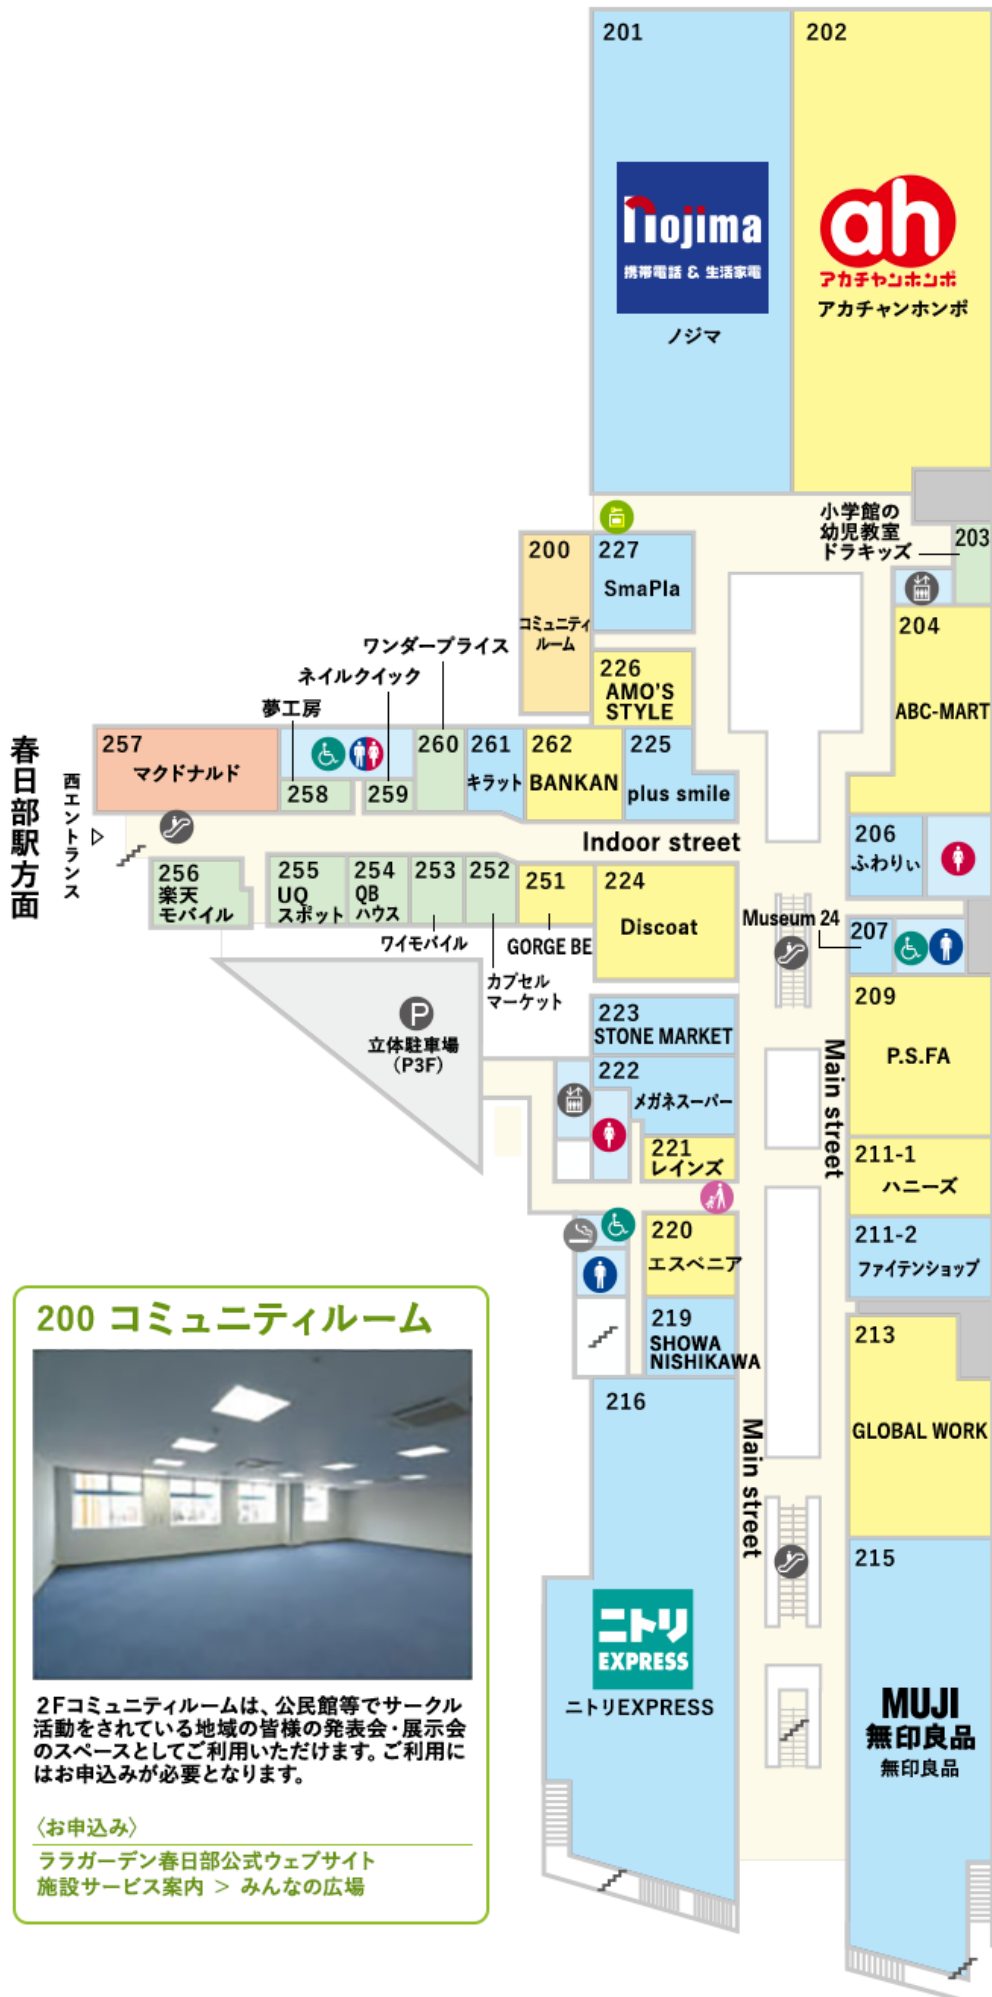 201
nojima
携帯電話 & 生活家電
ノジマ
202
ah
アカチャンホンポ
アカチャンホンポ
小学館の
幼児教室
ドラキッズ
203
200
コミュニティ
ルーム
227
SmaPla
204
ABC-MART
226
AMO'S
STYLE
ワンダープライス
ネイルクイック
夢工房
春日部駅方面
西エントランス
257
マクドナルド
258
259
260
261
キラット
262
BANKAN
225
plus smile
Indoor street
206
ふわりぃ
256
楽天
モバイル
255
UQ
スポット
254
QB
ハウス
253
252
251
224
Discoat
ワイモバイル
GORGE BE
カプセル
マーケット
Museum 24
207
P
立体駐車場
(P3F)
223
STONE MARKET
222
メガネスーパー
221
レインズ
209
P.S.FA
Main street
211-1
ハニーズ
211-2
ファイテンショップ
220
エスペニア
219
SHOWA
NISHIKAWA
213
GLOBAL WORK
216
ニトリ
EXPRESS
ニトリEXPRESS
Main street
215
MUJI
無印良品
無印良品
200 コミュニティルーム
2Fコミュニティルームは、公民館等でサークル
活動をされている地域の皆様の発表会・展示会
のスペースとしてご利用いただけます。ご利用に
はお申込みが必要となります。
〈お申込み〉
ララガーデン春日部公式ウェブサイト
施設サービス案内 > みんなの広場